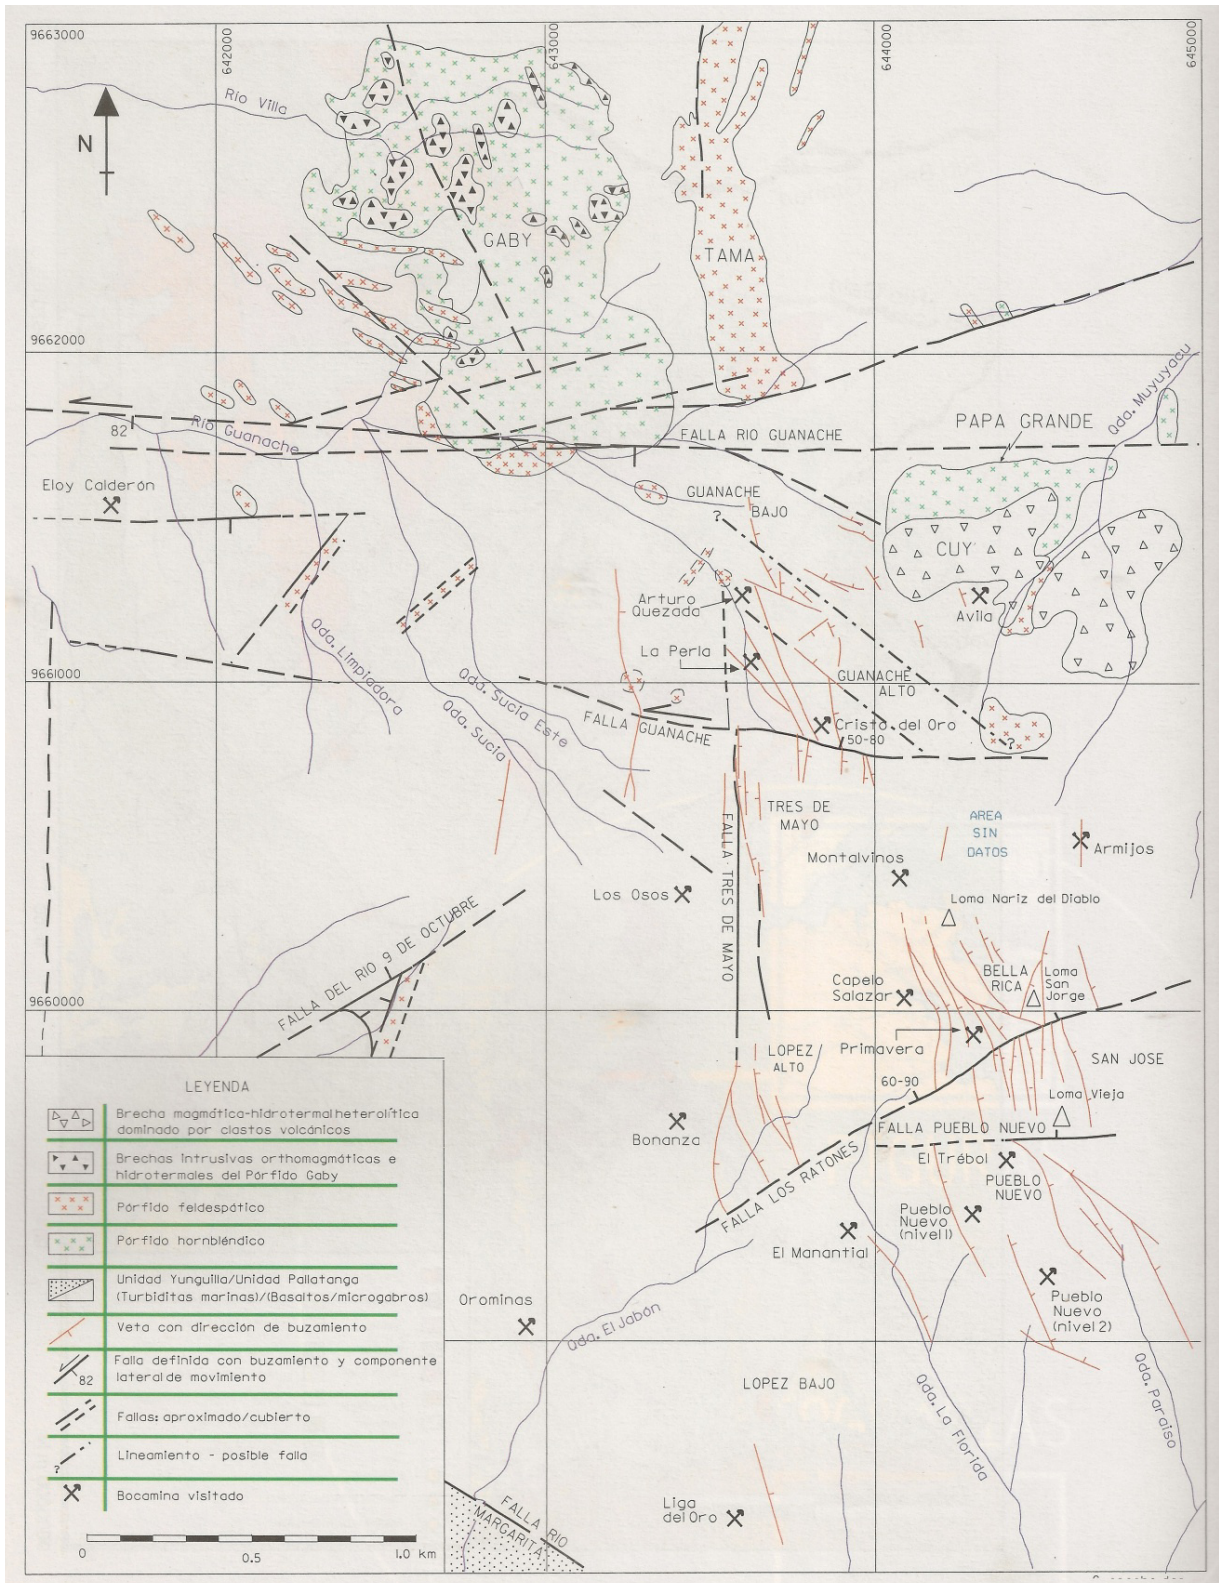 9663000
642000
643000
644000
645000
Río Villa
N
GABY
TAMA
9662000
82
Río Guanache
FALLA RIO GUANACHE
PAPA GRANDE
Qda. Muyuyacu
Eloy Calderón
GUANACHE
BAJO
?
CUY
Arturo
Quezada
Avila
La Perla
9661000
Qda. Limpiadora
Qda. Sucia Este
Qda. Sucia
GUANACHE
ALTO
FALLA GUANACHE
Cristo del Oro
50-80
?
TRES DE
MAYO
AREA
SIN
DATOS
FALLA TRES DE MAYO
Montalvinos
Armijos
Los Osos
Loma Nariz del Diablo
FALLA DEL RIO 9 DE OCTUBRE
BELLA
RICA
Loma
San
Jorge
Capelo
Salazar
9660000
LOPEZ
ALTO
Primavera
SAN JOSE
60-90
Loma Vieja
Bonanza
FALLA PUEBLO NUEVO
El Trébol
FALLA LOS RATONES
PUEBLO
NUEVO
Pueblo
Nuevo
(nivel 1)
El Manantial
Pueblo
Nuevo
(nivel 2)
Orominas
Qda. El Jabón
LOPEZ BAJO
Qda. La Florida
Qda. Paraiso
Liga
del Oro
FALLA RIO
MARGARITA
LEYENDA
Brecha magmática-hidrotermal heterolítica
dominado por clastos volcánicos
Brechas intrusivas orthomagmáticas e
hidrotermales del Pórfido Gaby
Pórfido feldespático
Pórfido hornbléndico
Unidad Yunguilla/Unidad Pallatanga
(Turbiditas marinas)/(Basaltos/microgabros)
Veta con dirección de buzamiento
82
Falla definida con buzamiento y componente
lateral de movimiento
Fallas: aproximado/cubierto
?
Lineamiento - posible falla
Bocamina visitado
0
0.5
1.0 km